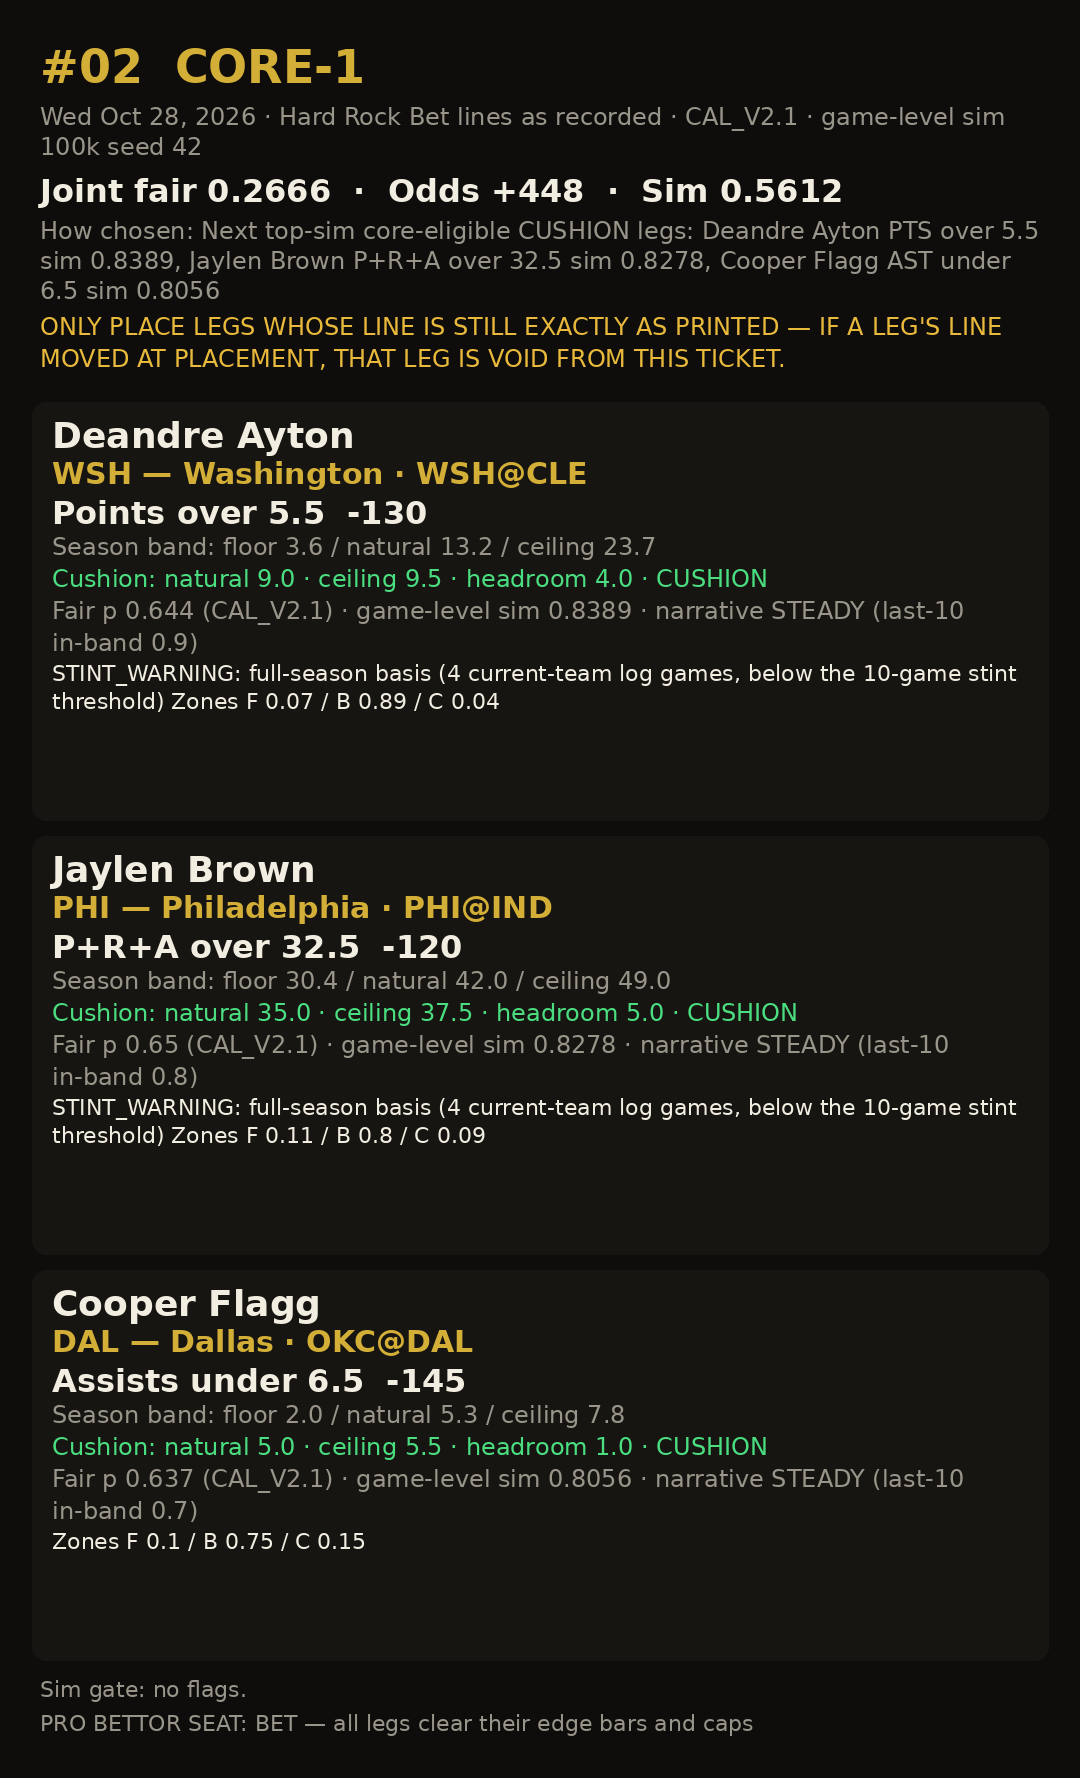 #02  CORE-1
Wed Oct 28, 2026 · Hard Rock Bet lines as recorded · CAL_V2.1 · game-level sim
100k seed 42
Joint fair 0.2666  ·  Odds +448  ·  Sim 0.5612
How chosen: Next top-sim core-eligible CUSHION legs: Deandre Ayton PTS over 5.5
sim 0.8389, Jaylen Brown P+R+A over 32.5 sim 0.8278, Cooper Flagg AST under
6.5 sim 0.8056
ONLY PLACE LEGS WHOSE LINE IS STILL EXACTLY AS PRINTED — IF A LEG'S LINE
MOVED AT PLACEMENT, THAT LEG IS VOID FROM THIS TICKET.
Deandre Ayton
WSH — Washington · WSH@CLE
Points over 5.5  -130
Season band: floor 3.6 / natural 13.2 / ceiling 23.7
Cushion: natural 9.0 · ceiling 9.5 · headroom 4.0 · CUSHION
Fair p 0.644 (CAL_V2.1) · game-level sim 0.8389 · narrative STEADY (last-10
in-band 0.9)
STINT_WARNING: full-season basis (4 current-team log games, below the 10-game stint
threshold) Zones F 0.07 / B 0.89 / C 0.04
Jaylen Brown
PHI — Philadelphia · PHI@IND
P+R+A over 32.5  -120
Season band: floor 30.4 / natural 42.0 / ceiling 49.0
Cushion: natural 35.0 · ceiling 37.5 · headroom 5.0 · CUSHION
Fair p 0.65 (CAL_V2.1) · game-level sim 0.8278 · narrative STEADY (last-10
in-band 0.8)
STINT_WARNING: full-season basis (4 current-team log games, below the 10-game stint
threshold) Zones F 0.11 / B 0.8 / C 0.09
Cooper Flagg
DAL — Dallas · OKC@DAL
Assists under 6.5  -145
Season band: floor 2.0 / natural 5.3 / ceiling 7.8
Cushion: natural 5.0 · ceiling 5.5 · headroom 1.0 · CUSHION
Fair p 0.637 (CAL_V2.1) · game-level sim 0.8056 · narrative STEADY (last-10
in-band 0.7)
Zones F 0.1 / B 0.75 / C 0.15
Sim gate: no flags.
PRO BETTOR SEAT: BET — all legs clear their edge bars and caps